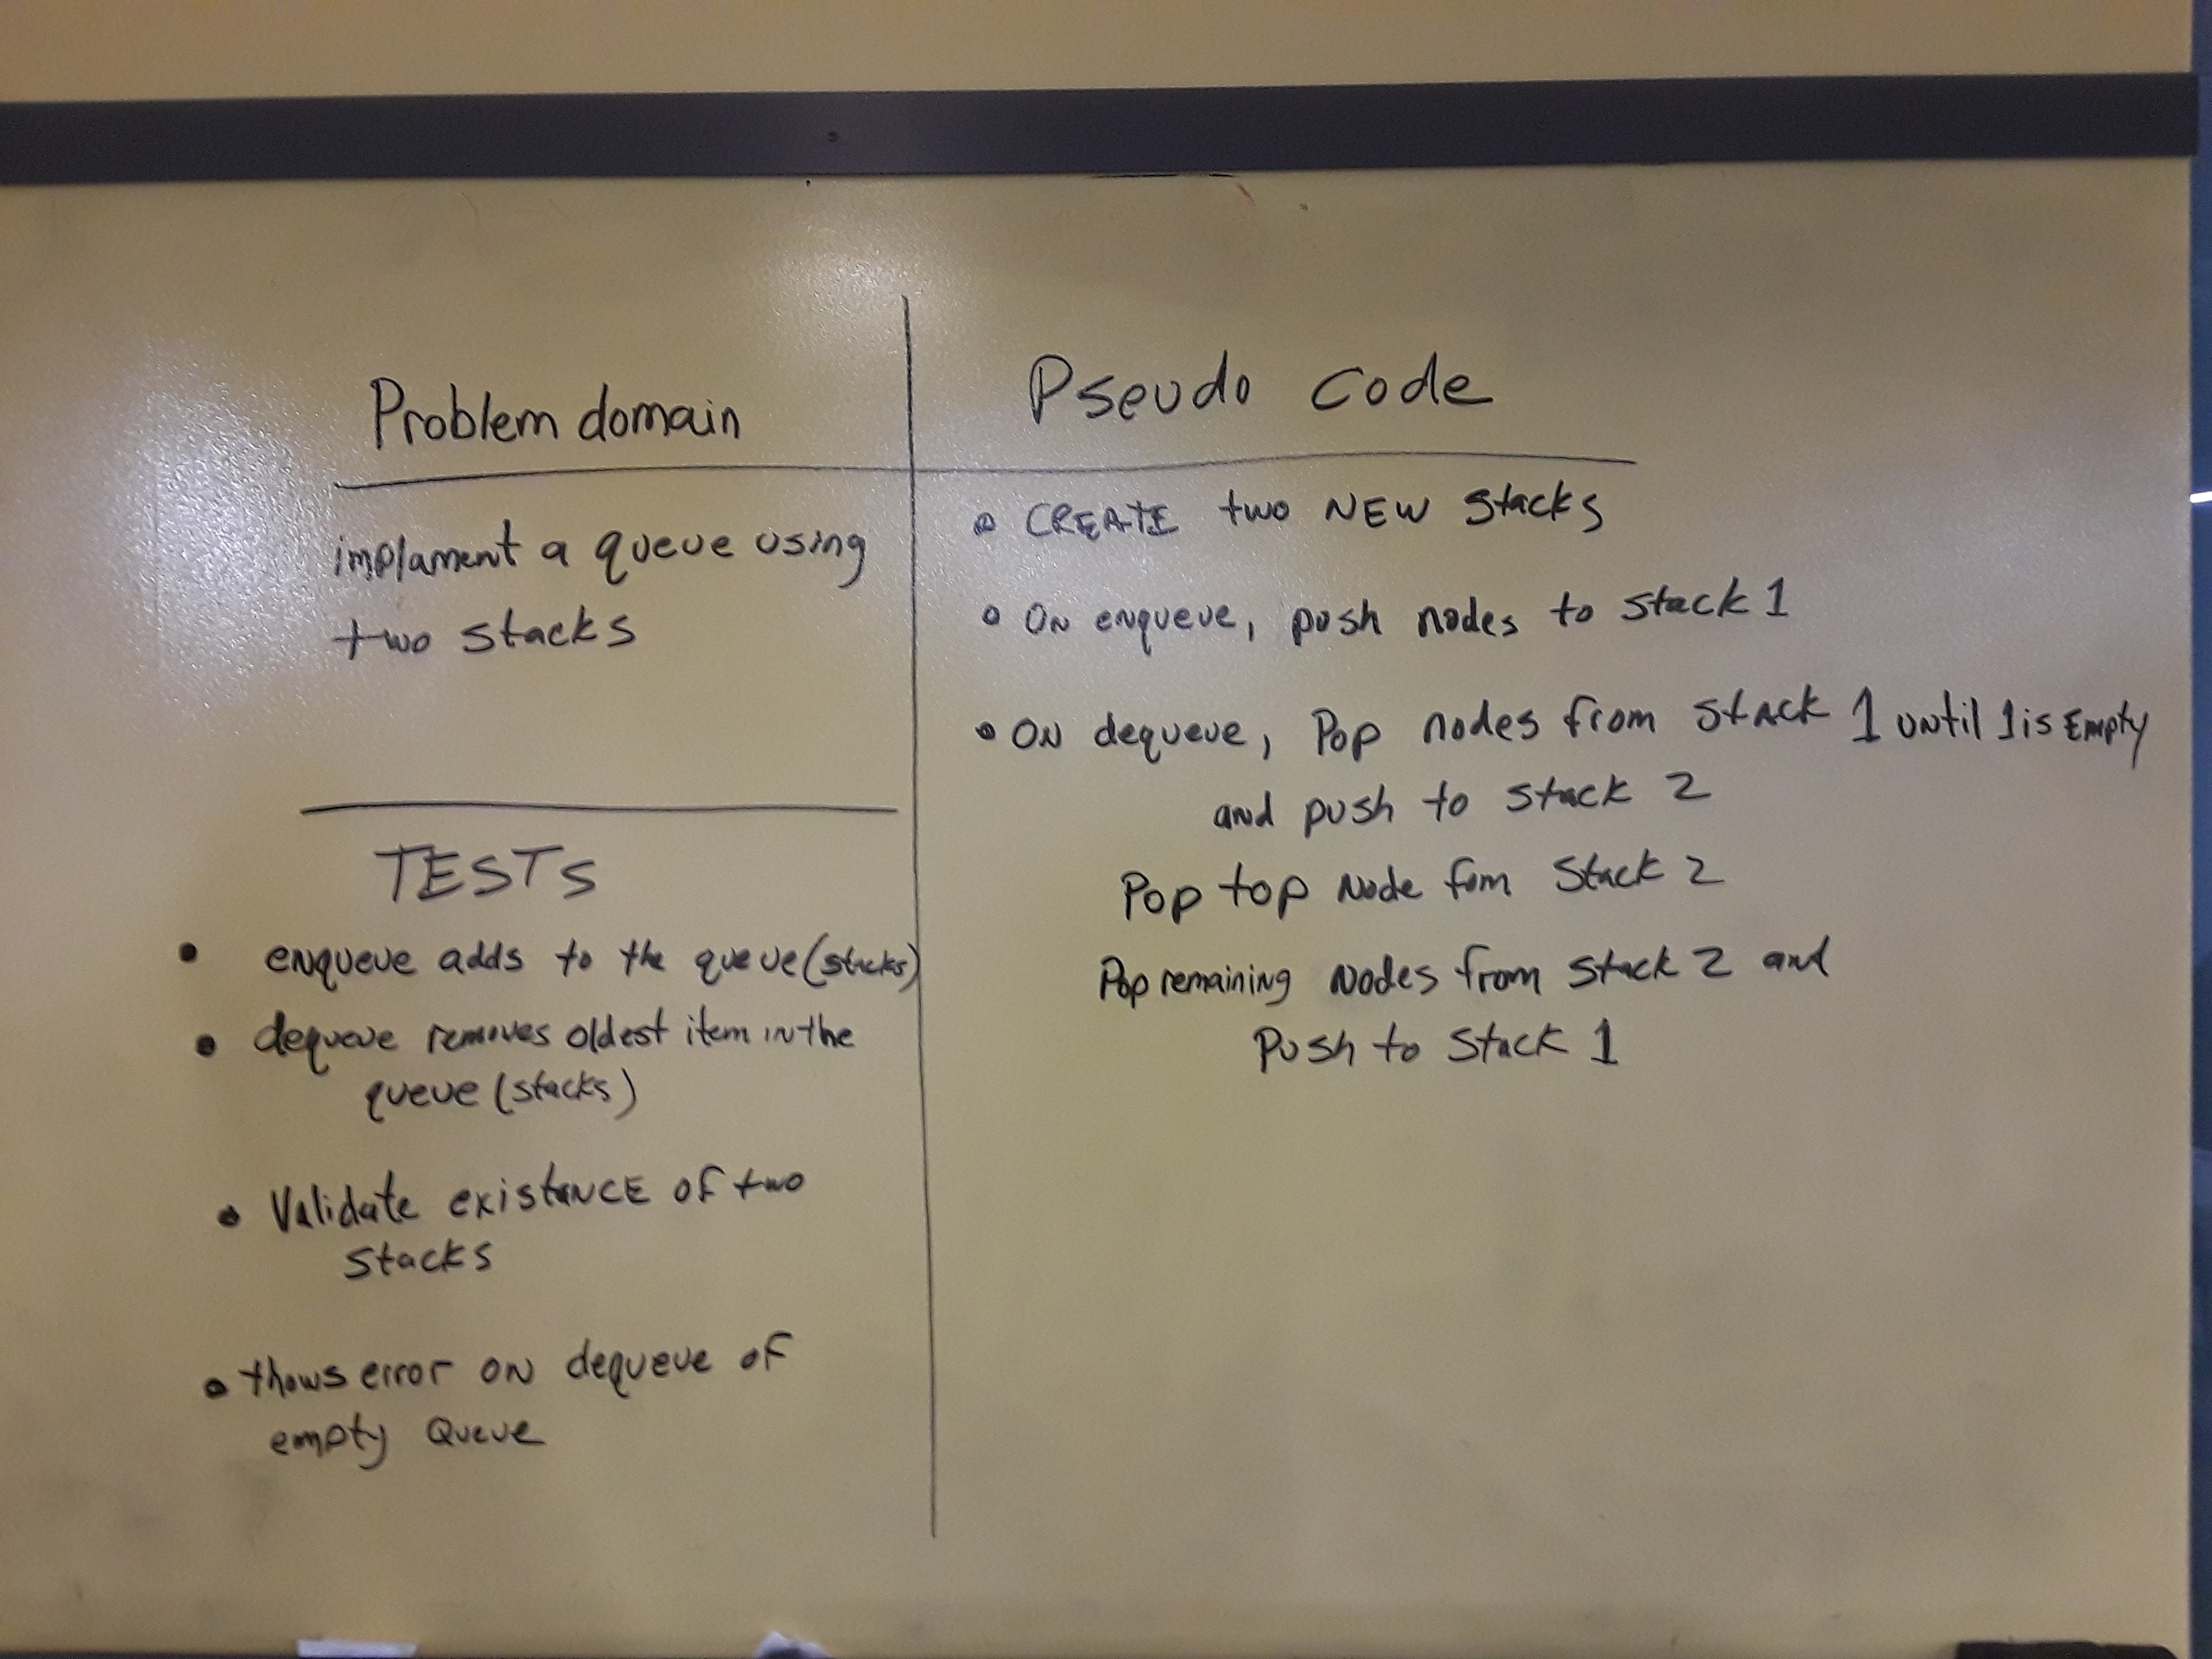 Problem domain
implament a queue using
two stacks
TESTS
• enqueue adds to the queue(stacks)
• dequeue removes oldest item in the
queue(stacks)
• Validate existance of two
stacks
• thows error on dequeue of
empty Queue
Pseudo code
• CREATE two NEW stacks
• ON enqueue, push nodes to stack 1
• ON dequeue, Pop nodes from stack 1 until 1 is Empty
and push to stack 2
Pop top Node fom Stack 2
Pop remaining Nodes from stack 2 and
Push to stack 1